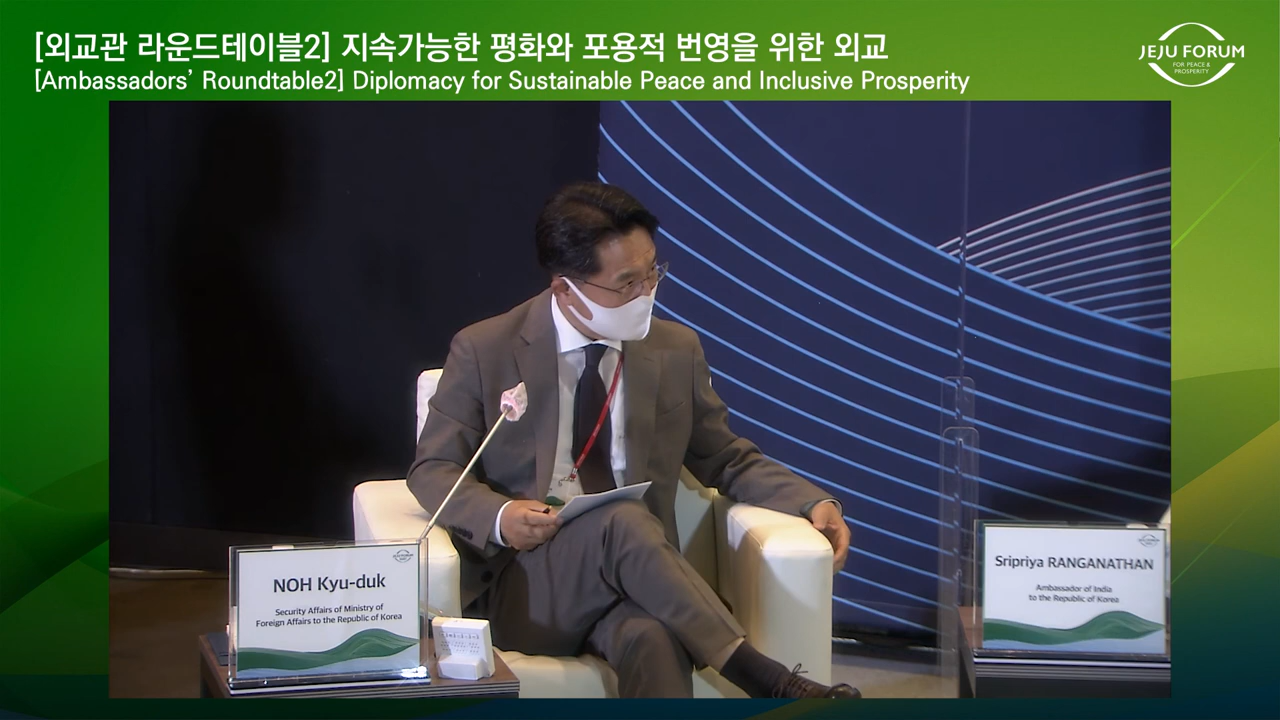 [외교관 라운드테이블2] 지속가능한 평화와 포용적 번영을 위한 외교
[Ambassadors' Roundtable2] Diplomacy for Sustainable Peace and Inclusive Prosperity
JEJU FORUM
FOR PEACE &
PROSPERITY
JEJU FORUM
NOH Kyu-duk
Security Affairs of Ministry of
Foreign Affairs to the Republic of Korea
Sripriya RANGANATHAN
Ambassador of India
to the Republic of Korea